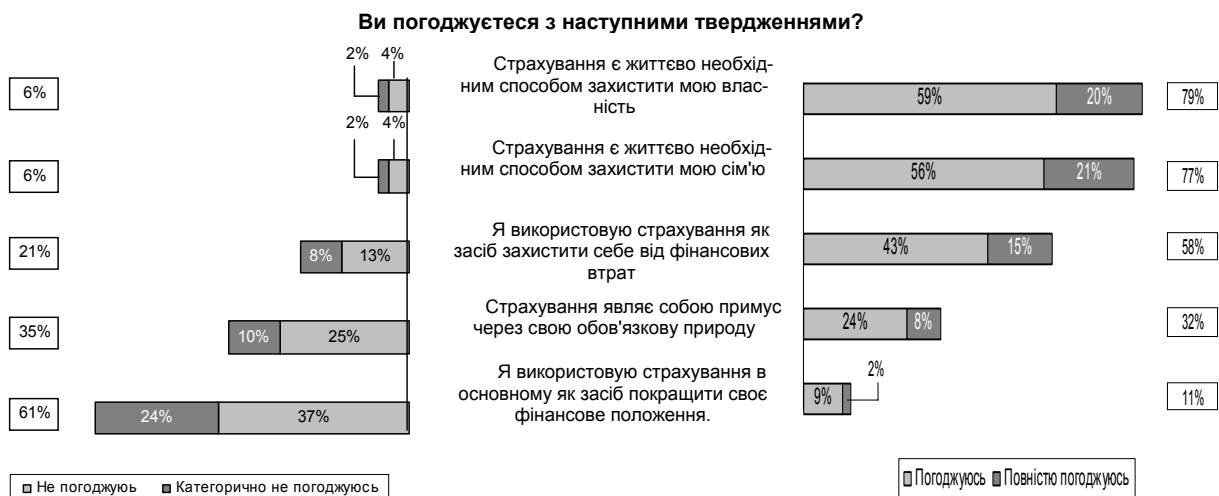 Ви погоджуєтеся з наступними твердженнями?
2% 4%
6%
Страхування є життєво необхід-
ним способом захистити мою влас-
ність
59% 20% 79%
2% 4%
6%
Страхування є життєво необхід-
ним способом захистити мою сім'ю
56% 21% 77%
21%
8% 13%
Я використовую страхування як
засіб захистити себе від фінансових
втрат
43% 15% 58%
35%
10% 25%
Страхування являє собою примус
через свою обов'язкову природу
24% 8% 32%
61%
24% 37%
Я використовую страхування в
основному як засіб покращити своє
фінансове положення.
9% 2% 11%
Не погоджуюь Категорично не погоджуюсь
Погоджуюсь Повністю погоджуюсь